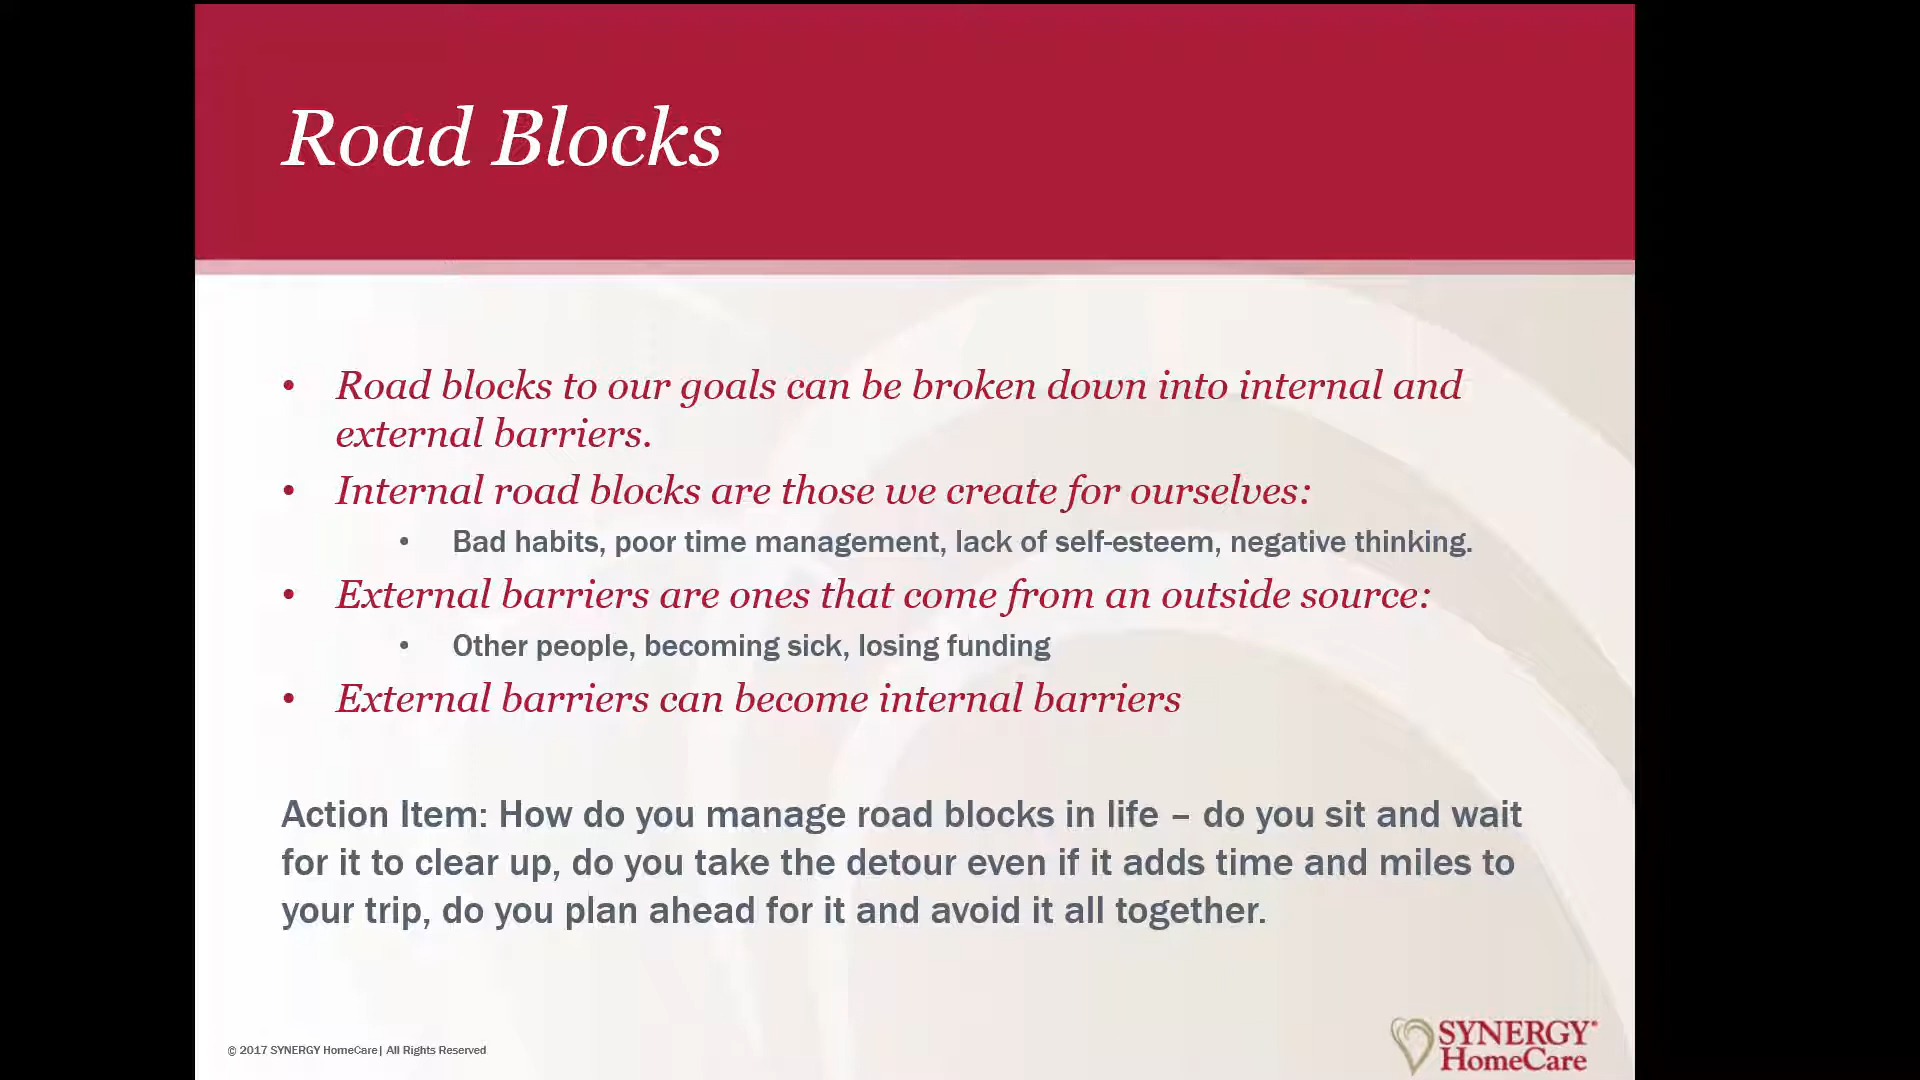 Road Blocks
• Road blocks to our goals can be broken down into internal and
external barriers.
• Internal road blocks are those we create for ourselves:
• Bad habits, poor time management, lack of self-esteem, negative thinking.
• External barriers are ones that come from an outside source:
• Other people, becoming sick, losing funding
• External barriers can become internal barriers
Action Item: How do you manage road blocks in life – do you sit and wait
for it to clear up, do you take the detour even if it adds time and miles to
your trip, do you plan ahead for it and avoid it all together.
© 2017 SYNERGY HomeCare| All Rights Reserved
SYNERGY®
HomeCare